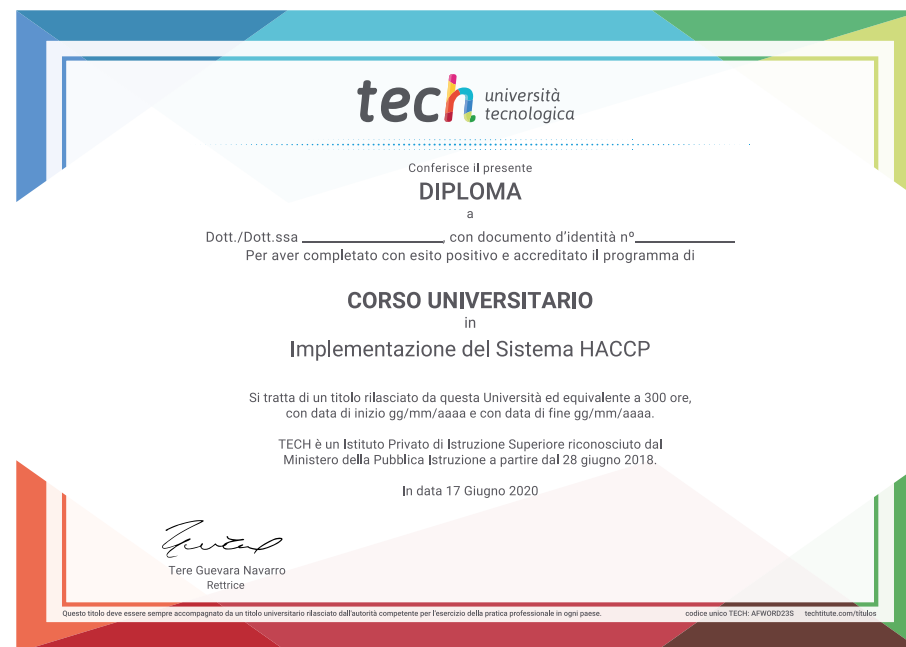 tech università
tecnologica
Conferisce il presente
DIPLOMA
a
Dott./Dott.ssa ____________, con documento d'identità nº____________
Per aver completato con esito positivo e accreditato il programma di
CORSO UNIVERSITARIO
in
Implementazione del Sistema HACCP
Si tratta di un titolo rilasciato da questa Università ed equivalente a 300 ore,
con data di inizio gg/mm/aaaa e con data di fine gg/mm/aaaa.
TECH è un Istituto Privato di Istruzione Superiore riconosciuto dal
Ministero della Pubblica Istruzione a partire dal 28 giugno 2018.
In data 17 Giugno 2020
Tere Guevara Navarro
Rettrice
Questo titolo deve essere sempre accompagnato da un titolo universitario rilasciato dall'autorità competente per l'esercizio della pratica professionale in ogni paese. codice unico TECH: AFWORD23S techtitute.com/titulos